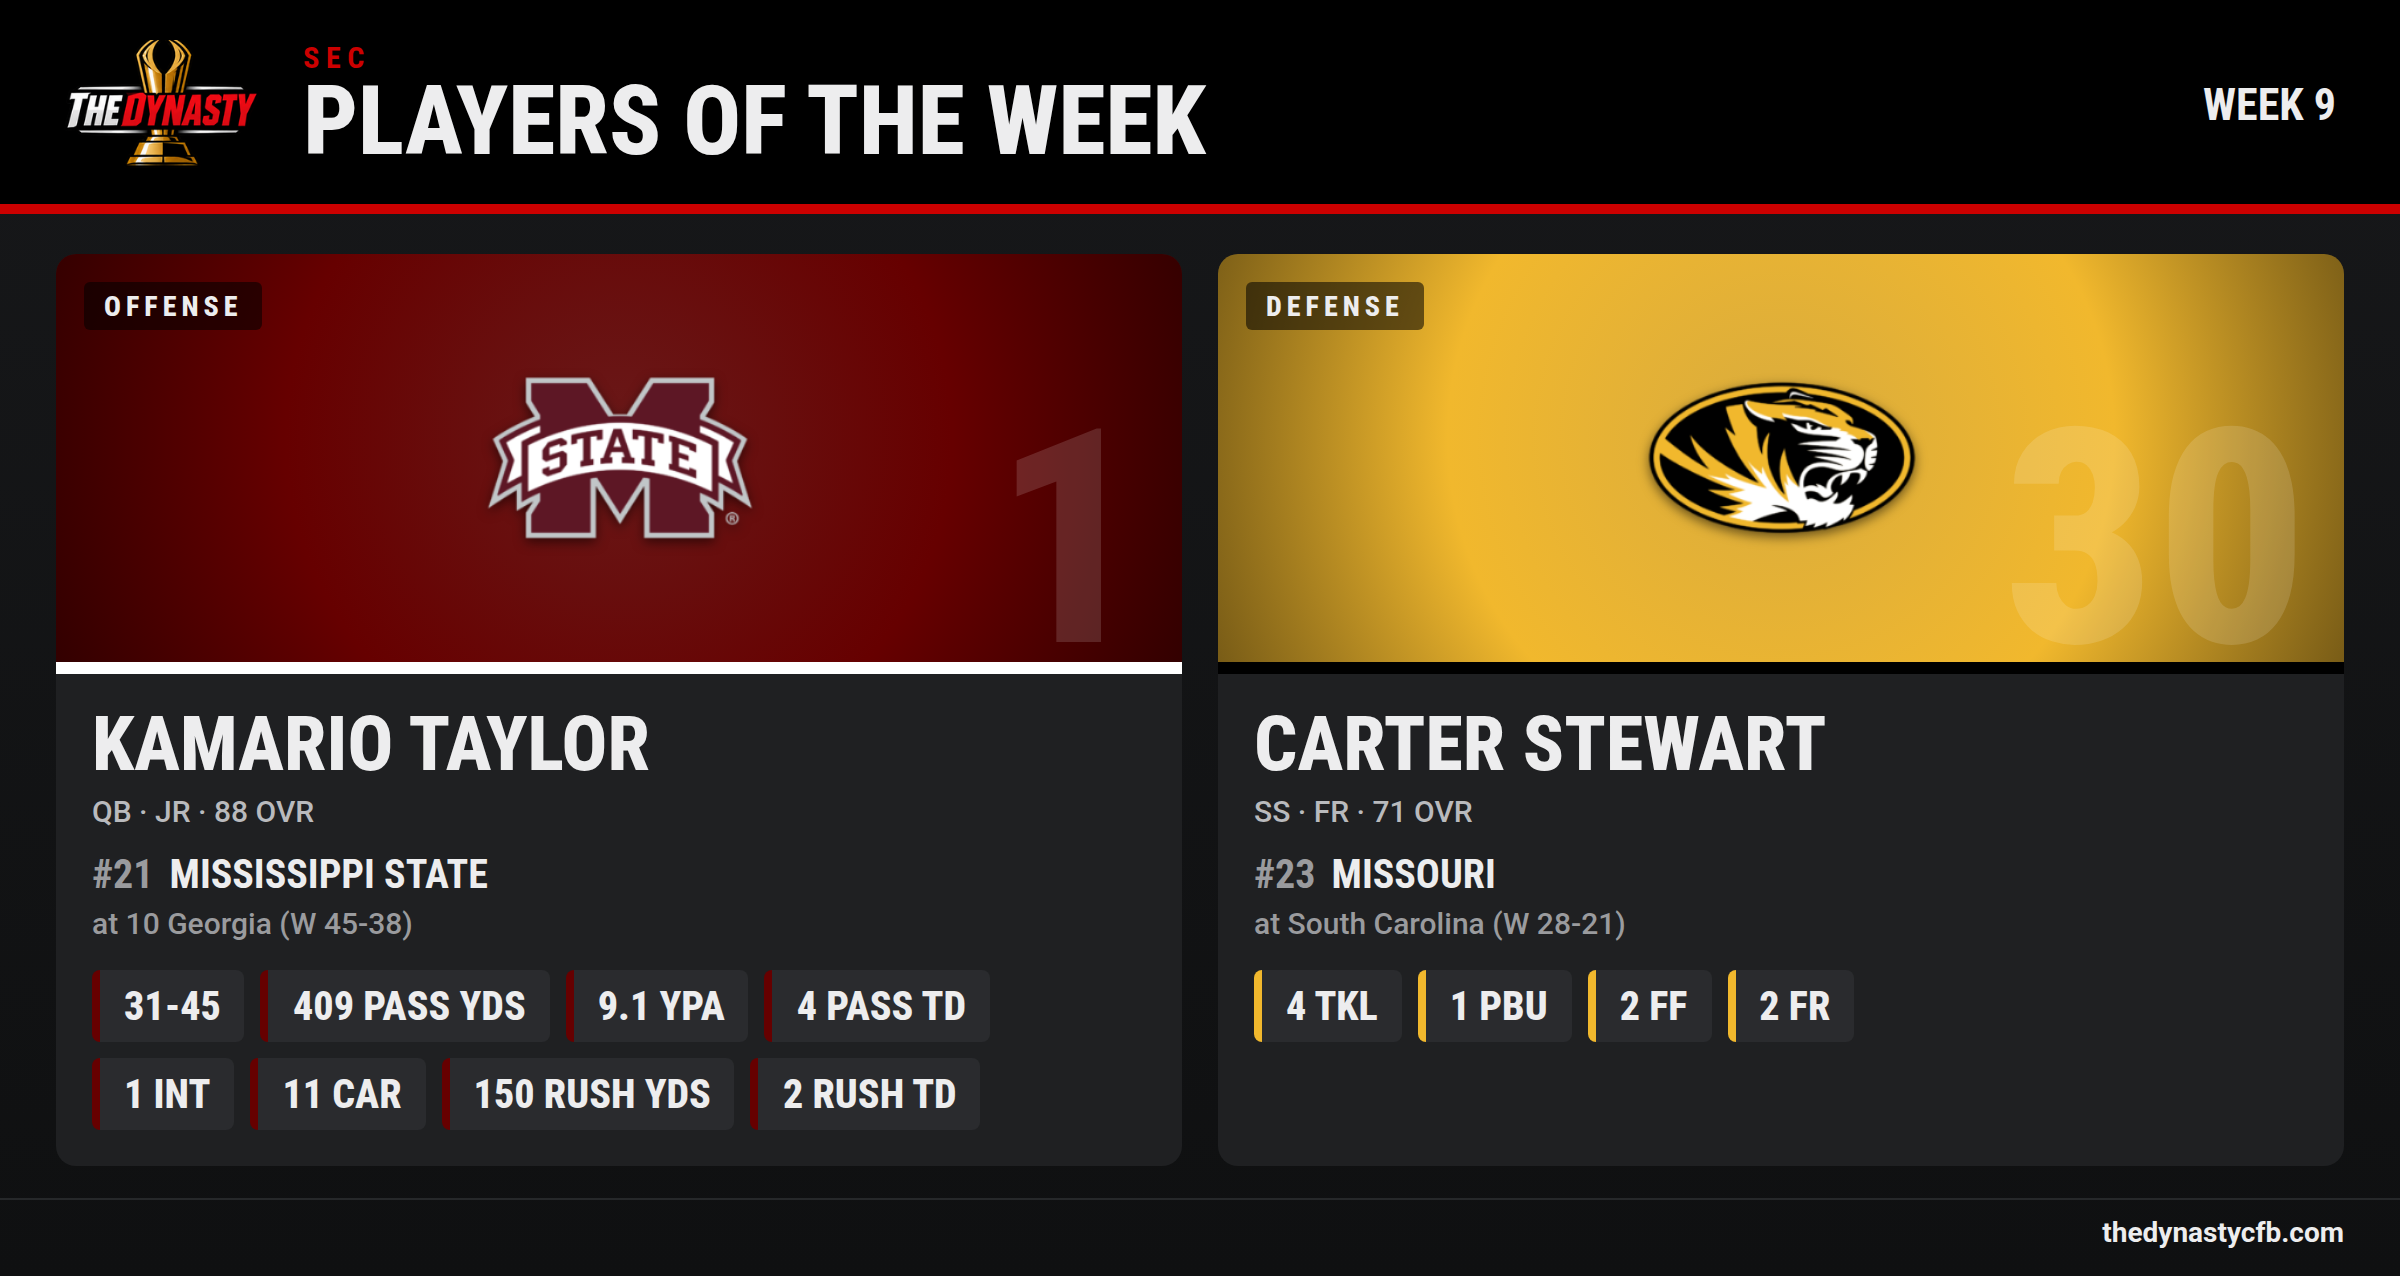 THE DYNASTY
SEC
PLAYERS OF THE WEEK
WEEK 9
OFFENSE
STATE
®
1
KAMARIO TAYLOR
QB · JR · 88 OVR
#21 MISSISSIPPI STATE
at 10 Georgia (W 45-38)
31-45 409 PASS YDS 9.1 YPA 4 PASS TD
1 INT 11 CAR 150 RUSH YDS 2 RUSH TD
DEFENSE
30
CARTER STEWART
SS · FR · 71 OVR
#23 MISSOURI
at South Carolina (W 28-21)
4 TKL 1 PBU 2 FF 2 FR
thedynastycfb.com